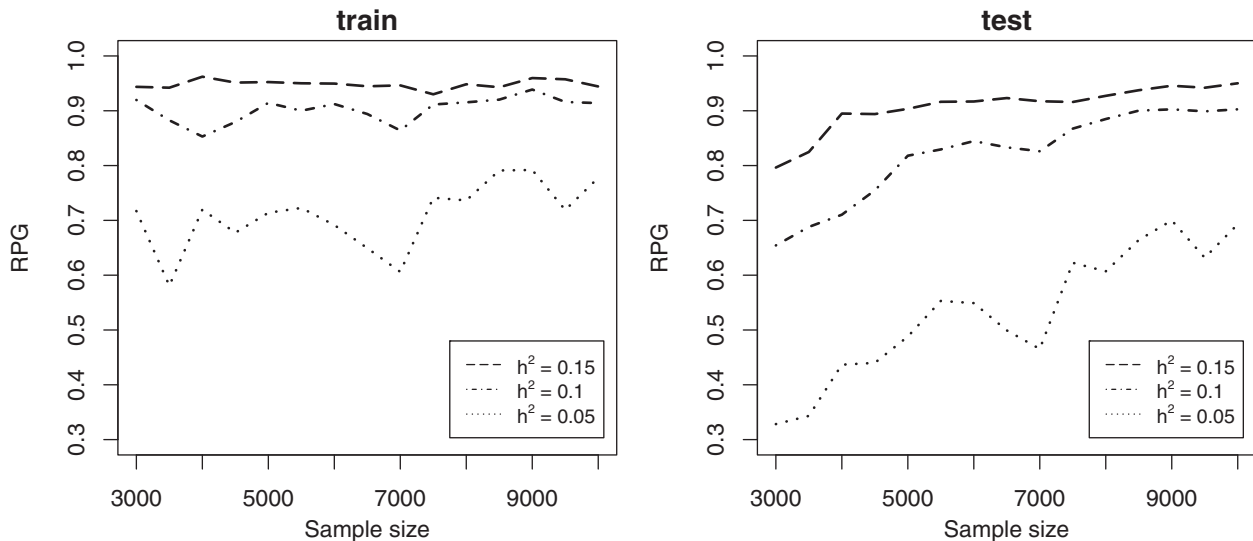 train
RPG
1.0
0.9
0.8
0.7
0.6
0.5
0.4
0.3
3000 5000 7000 9000
Sample size
h² = 0.15
h² = 0.1
h² = 0.05
test
RPG
1.0
0.9
0.8
0.7
0.6
0.5
0.4
0.3
3000 5000 7000 9000
Sample size
h² = 0.15
h² = 0.1
h² = 0.05